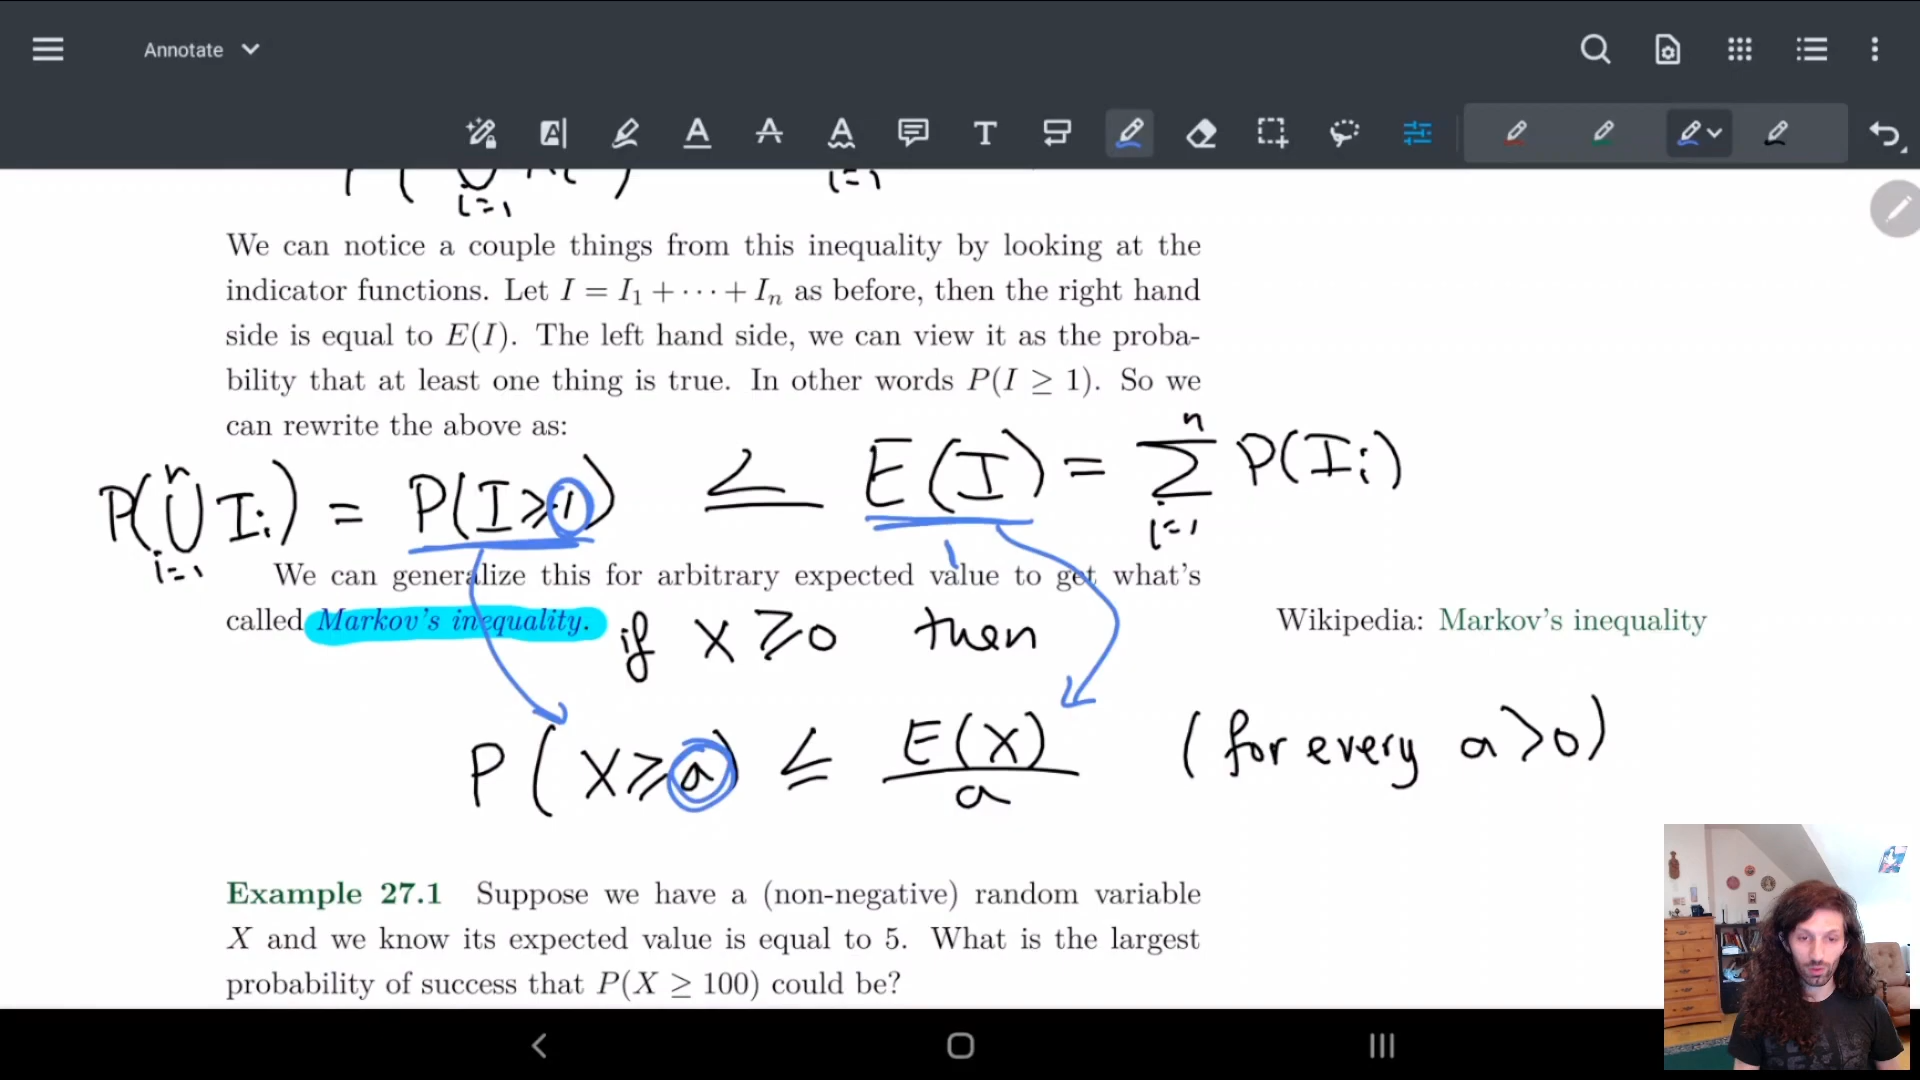 Annotate
P ( ⋃ i=1 ) i=1
We can notice a couple things from this inequality by looking at the
indicator functions. Let I = I₁ + · · · + Iₙ as before, then the right hand
side is equal to E(I). The left hand side, we can view it as the proba-
bility that at least one thing is true. In other words P(I ≥ 1). So we
can rewrite the above as:
P(⋃ⁿᵢ₌₁ Iᵢ) = P(I ≥ 1) ≤ E(I) = ∑ⁿᵢ₌₁ P(Iᵢ)
We can generalize this for arbitrary expected value to get what's
called Markov's inequality. if X ≥ 0 then
Wikipedia: Markov's inequality
P(X ≥ a) ≤ E(X)/a (for every a > 0)
Example 27.1 Suppose we have a (non-negative) random variable
X and we know its expected value is equal to 5. What is the largest
probability of success that P(X ≥ 100) could be?